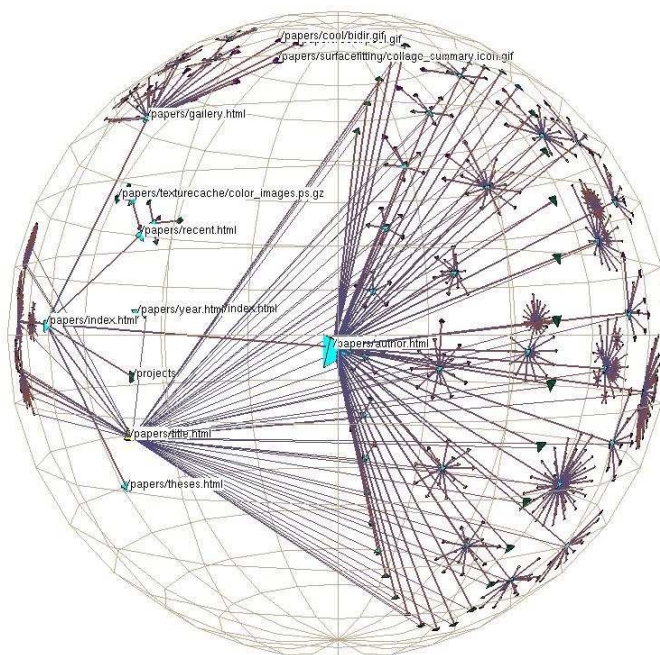 /papers/cool/bidir.gif
/papers/surfacefitting/collage_summary.icon.gif
/papers/gallery.html
/papers/texturecache/color_images.ps.gz
/papers/recent.html
/papers/year.html
/index.html
/papers/index.html
/papers/author.html
/projects
/papers/title.html
/papers/theses.html